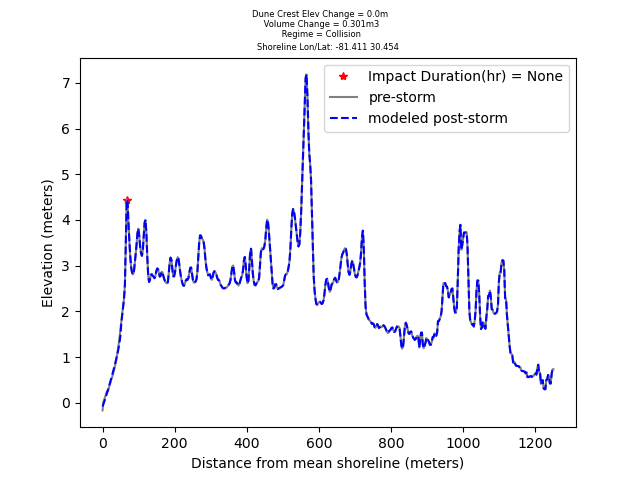 Dune Crest Elev Change = 0.0m
Volume Change = 0.301m3
Regime = Collision
Shoreline Lon/Lat: -81.411 30.454
Impact Duration(hr) = None
pre-storm
modeled post-storm
7
6
5
4
3
2
1
0
Elevation (meters)
0 200 400 600 800 1000 1200
Distance from mean shoreline (meters)